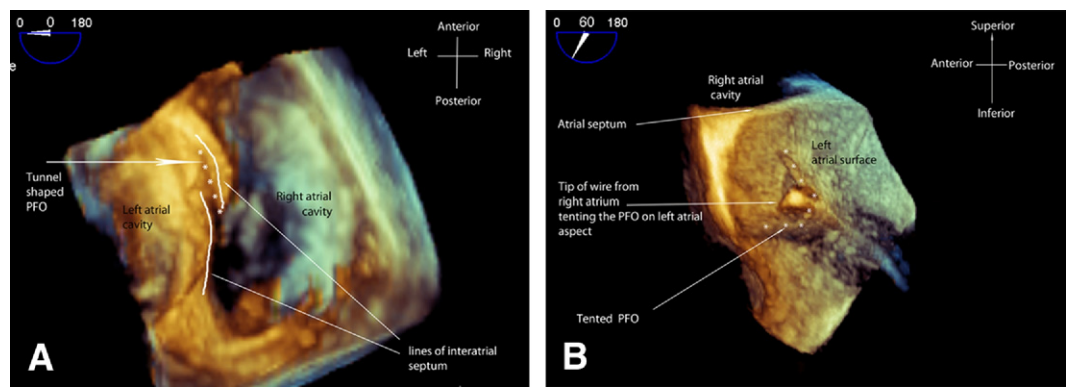 0 0 180
e
Anterior
Left Right
Posterior
Tunnel
shaped
PFO
Left atrial
cavity
Right atrial
cavity
lines of interatrial
septum
A
0 60 180
Superior
Anterior Posterior
Inferior
Right atrial
cavity
Atrial septum
Left
atrial surface
Tip of wire from
right atrium
tenting the PFO on left atrial
aspect
Tented PFO
B